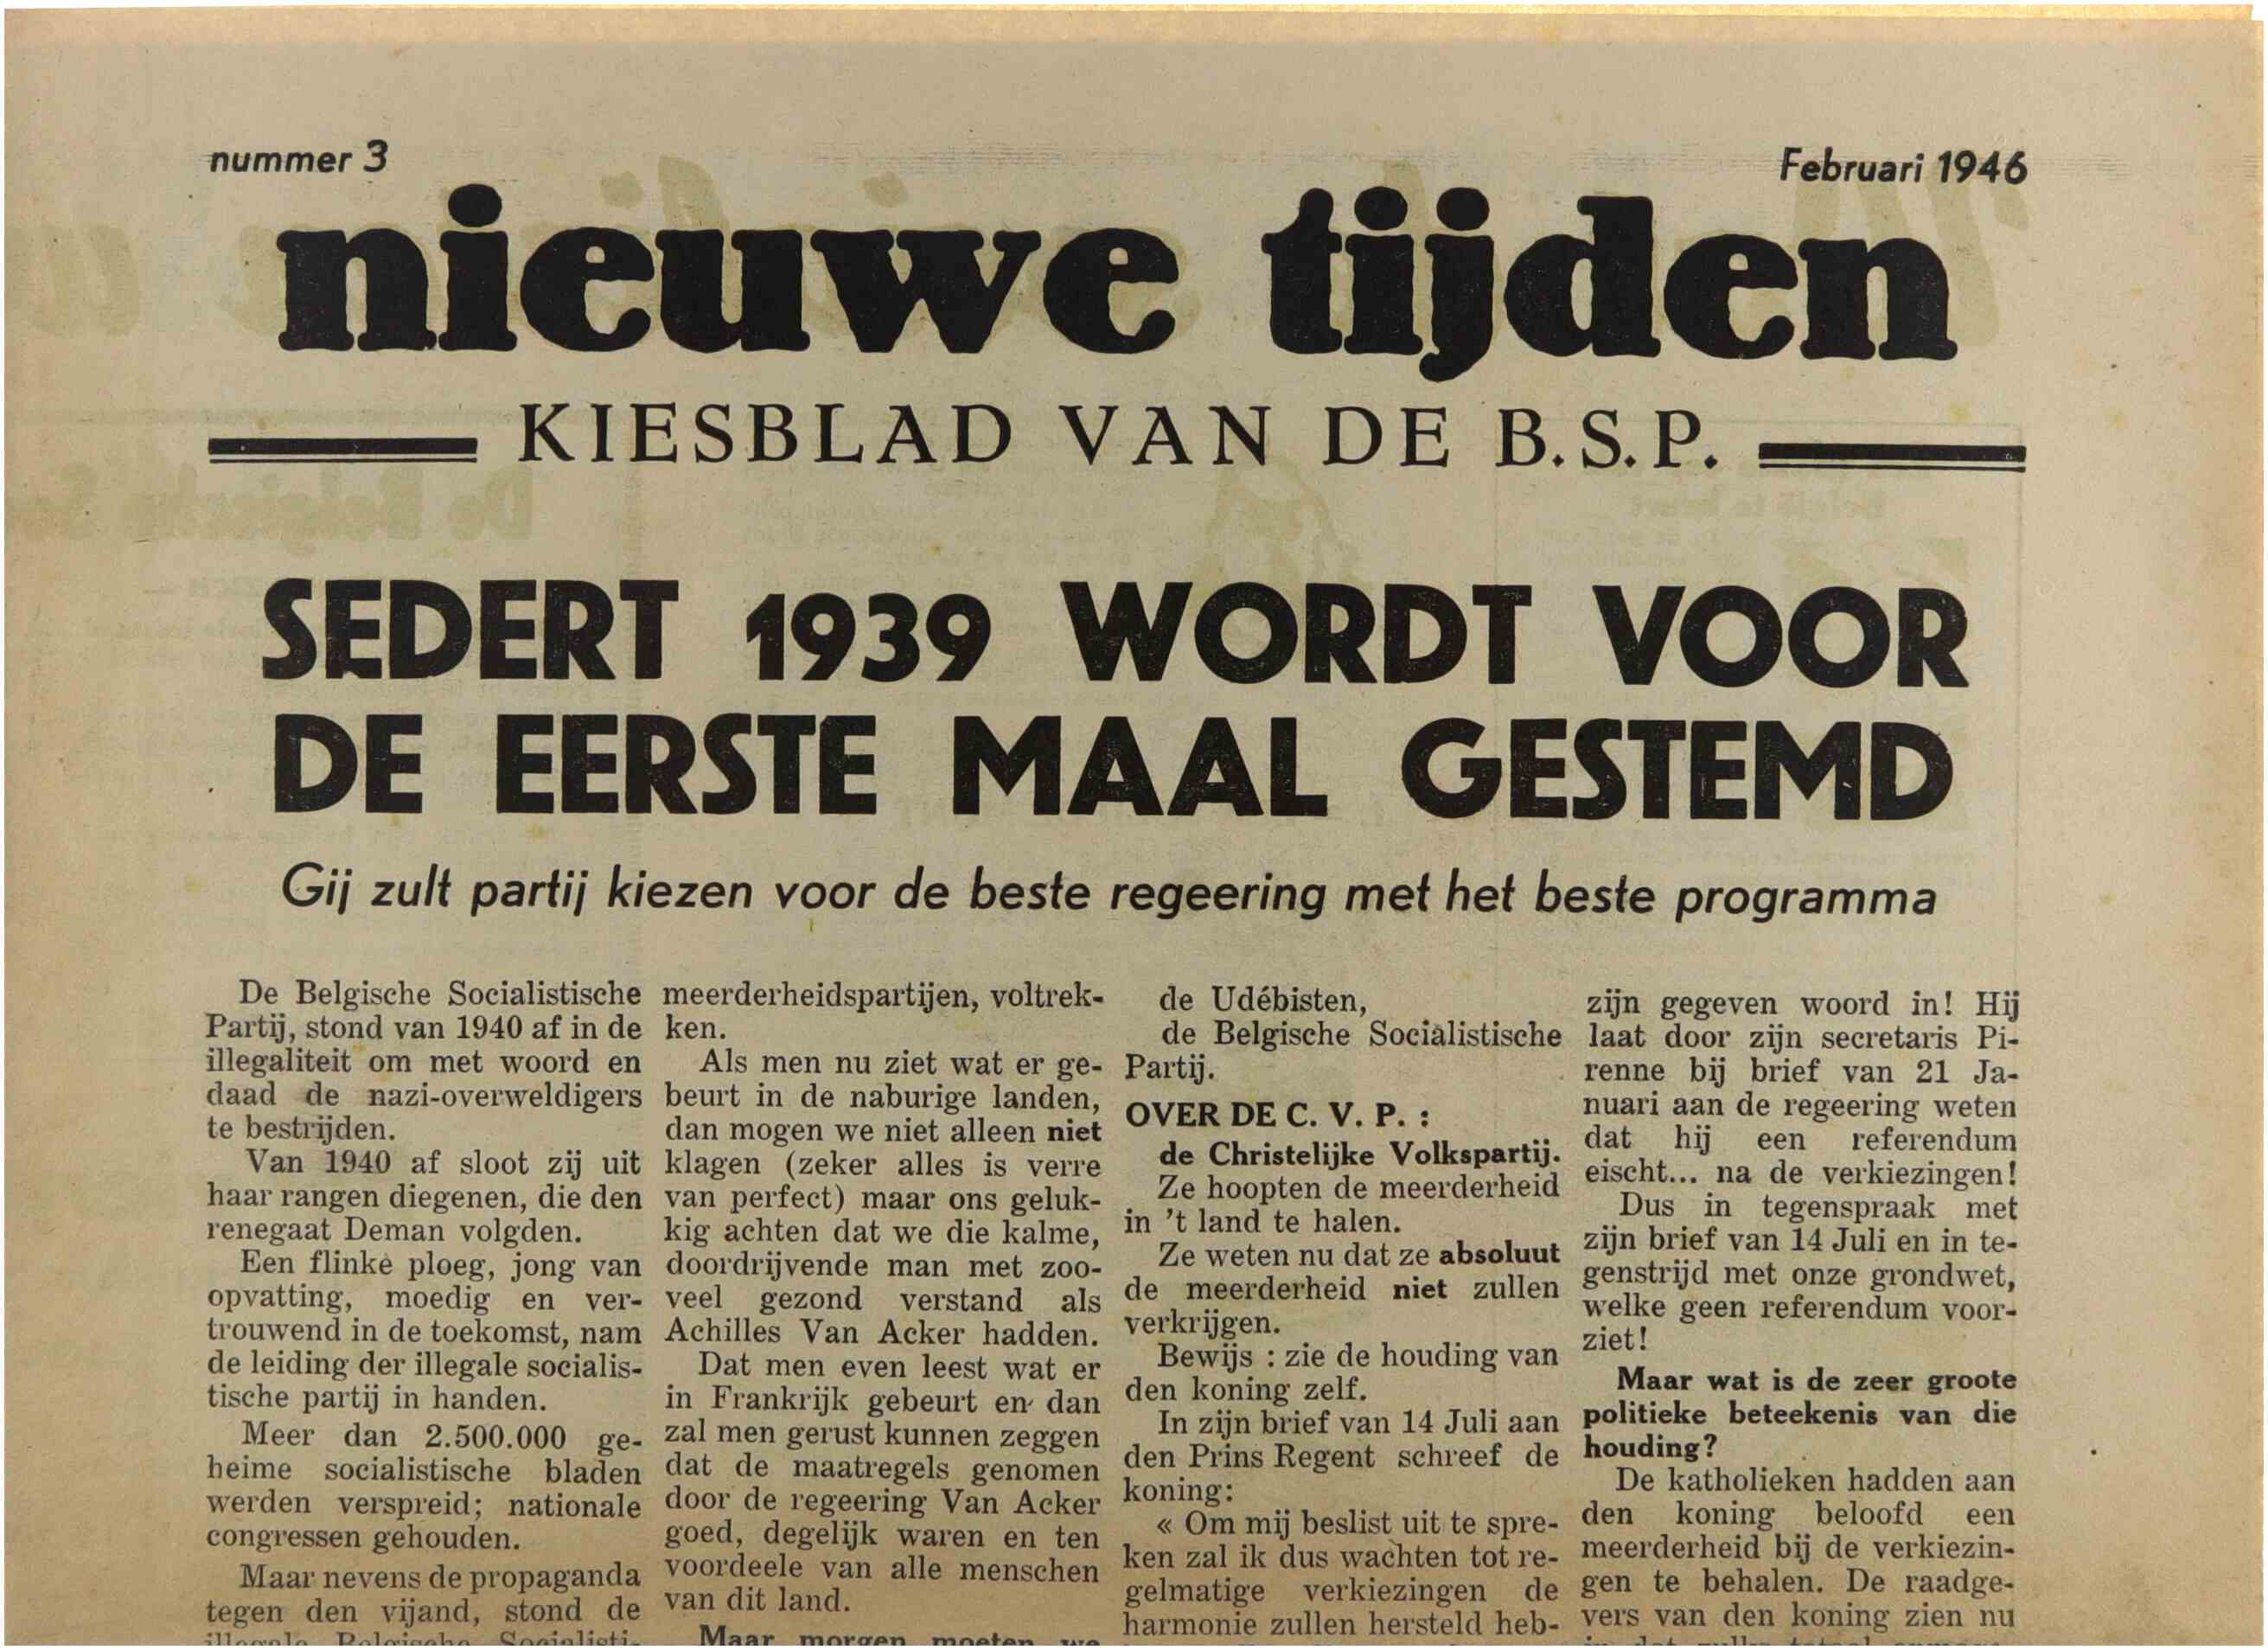 nummer 3
Februari 1946
nieuwe tijden
KIESBLAD VAN DE B.S.P.
SEDERT 1939 WORDT VOOR
DE EERSTE MAAL GESTEMD
Gij zult partij kiezen voor de beste regeering met het beste programma
De Belgische Socialistische
Partij, stond van 1940 af in de
illegaliteit om met woord en
daad de nazi-overweldigers
te bestrijden.
Van 1940 af sloot zij uit
haar rangen diegenen, die den
renegaat Deman volgden.
Een flinke ploeg, jong van
opvatting, moedig en ver-
trouwend in de toekomst, nam
de leiding der illegale socialis-
tische partij in handen.
Meer dan 2.500.000 ge-
heime socialistische bladen
werden verspreid; nationale
congressen gehouden.
Maar nevens de propaganda
tegen den vijand, stond de
illegale Belgische Socialisti-
meerderheidspartijen, voltrek-
ken.
Als men nu ziet wat er ge-
beurt in de naburige landen,
dan mogen we niet alleen niet
klagen (zeker alles is verre
van perfect) maar ons geluk-
kig achten dat we die kalme,
doordrijvende man met zoo-
veel gezond verstand als
Achilles Van Acker hadden.
Dat men even leest wat er
in Frankrijk gebeurt en dan
zal men gerust kunnen zeggen
dat de maatregels genomen
door de regeering Van Acker
goed, degelijk waren en ten
voordeele van alle menschen
van dit land.
Maar morgen moeten we
de Udébisten,
de Belgische Socialistische
Partij.
OVER DE C. V. P. :
de Christelijke Volkspartij.
Ze hoopten de meerderheid
in 't land te halen.
Ze weten nu dat ze absoluut
de meerderheid niet zullen
verkrijgen.
Bewijs : zie de houding van
den koning zelf.
In zijn brief van 14 Juli aan
den Prins Regent schreef de
koning:
« Om mij beslist uit te spre-
ken zal ik dus wachten tot re-
gelmatige verkiezingen de
harmonie zullen hersteld heb-
zijn gegeven woord in! Hij
laat door zijn secretaris Pi-
renne bij brief van 21 Ja-
nuari aan de regeering weten
dat hij een referendum
eischt... na de verkiezingen!
Dus in tegenspraak met
zijn brief van 14 Juli en in te-
genstrijd met onze grondwet,
welke geen referendum voor-
ziet!
Maar wat is de zeer groote
politieke beteekenis van die
houding?
De katholieken hadden aan
den koning beloofd een
meerderheid bij de verkiezin-
gen te behalen. De raadge-
vers van den koning zien nu